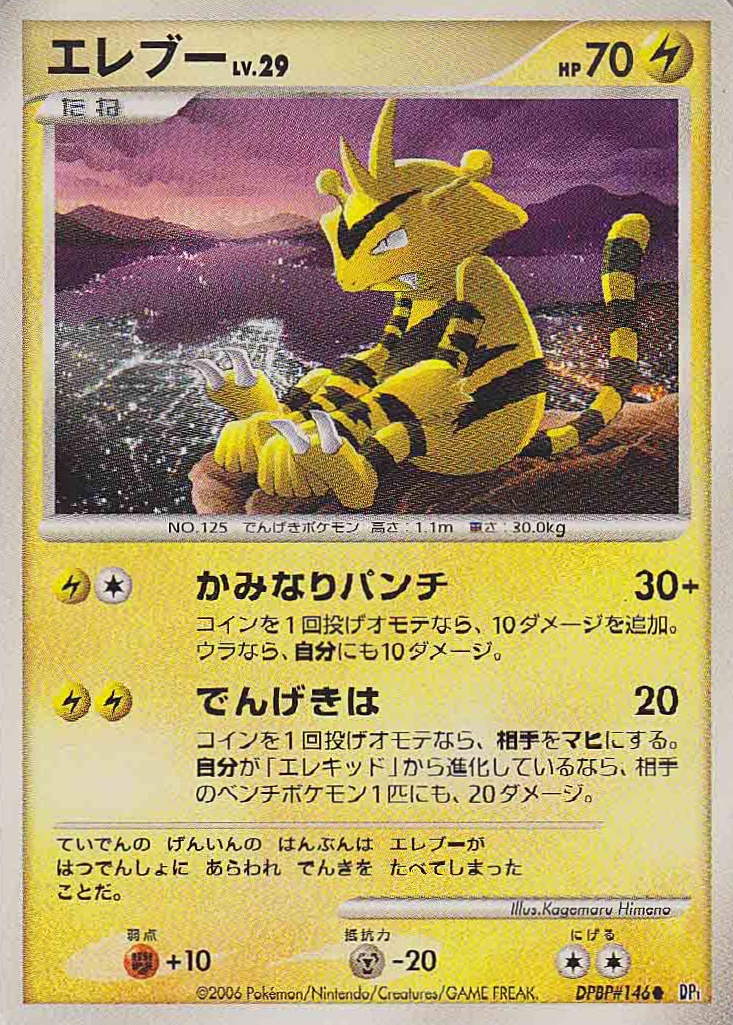 エレブー LV.29 HP 70
たね
NO.125 でんげきポケモン 高さ：1.1m 重さ：30.0kg
かみなりパンチ 30+
コインを1回投げオモテなら、10ダメージを追加。
ウラなら、自分にも10ダメージ。
でんげきは 20
コインを1回投げオモテなら、相手をマヒにする。
自分が「エレキッド」から進化しているなら、相手
のベンチポケモン1匹にも、20ダメージ。
ていでんの げんいんの はんぶんは エレブーが
はつでんしょに あらわれ でんきを たべてしまった
ことだ。
Illus.Kagemaru Himeno
弱点 抵抗力 にげる
+10 -20
©2006 Pokémon/Nintendo/Creatures/GAME FREAK. DPBP#146● DP1